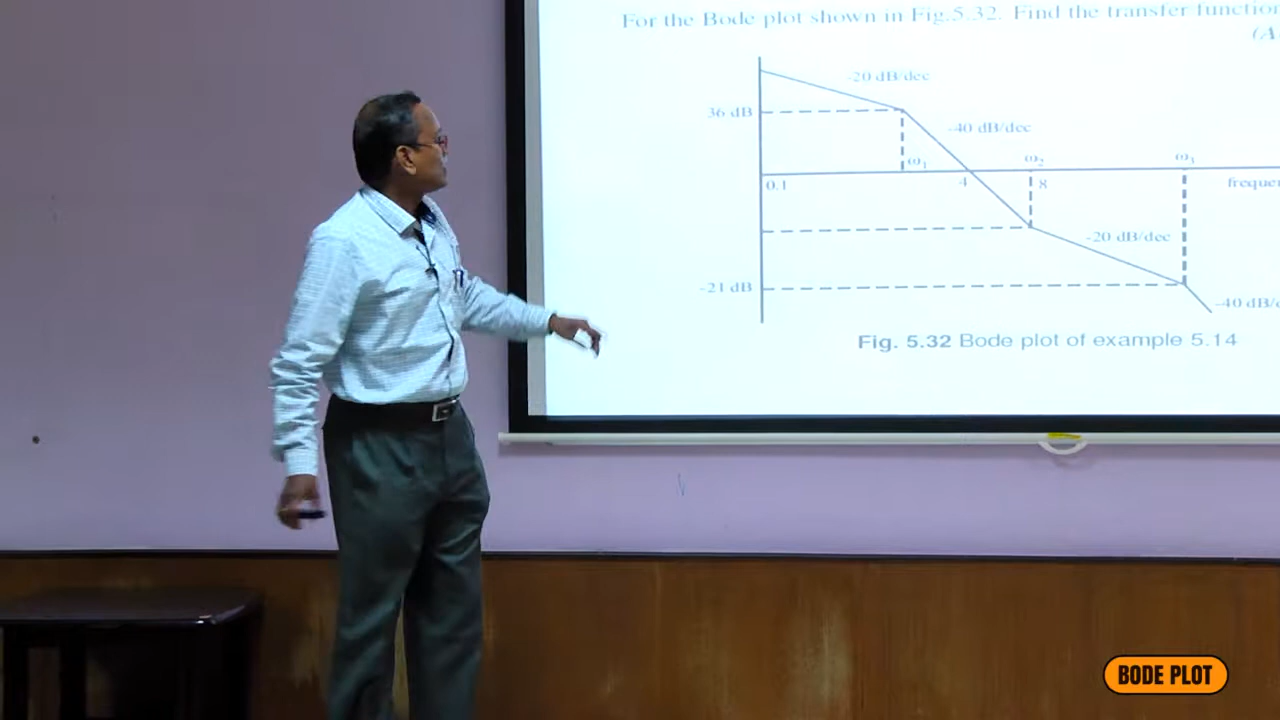 For the Bode plot shown in Fig.5.32. Find the transfer function
(A
-20 dB/dec
36 dB
-40 dB/dec
ω₁
ω₂
ω₃
0.1
4
8
-20 dB/dec
-21 dB
-40 dB/
Fig. 5.32 Bode plot of example 5.14
BODE PLOT